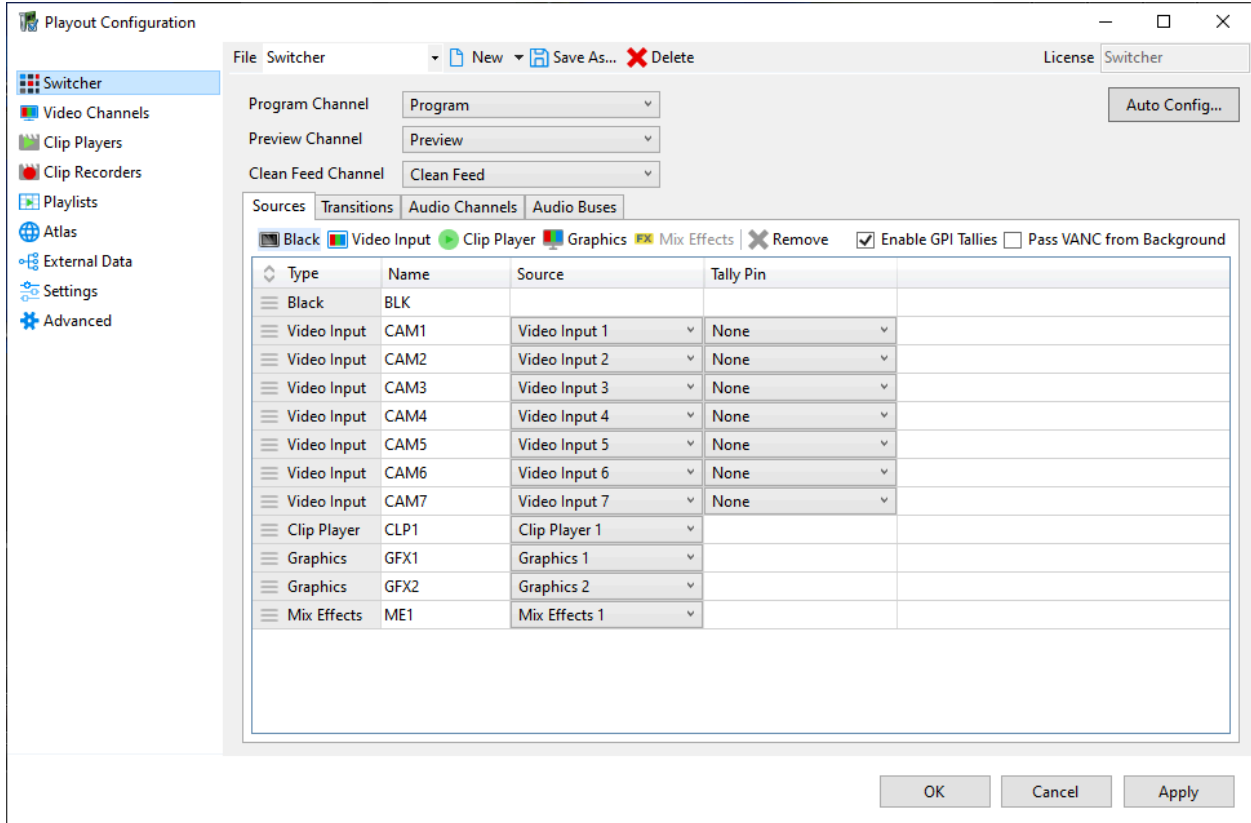 Playout Configuration
File Switcher New Save As... Delete License Switcher
Switcher
Video Channels
Clip Players
Clip Recorders
Playlists
Atlas
External Data
Settings
Advanced
Program Channel Program Auto Config...
Preview Channel Preview
Clean Feed Channel Clean Feed
Sources Transitions Audio Channels Audio Buses
Black Video Input Clip Player Graphics FX Mix Effects Remove Enable GPI Tallies Pass VANC from Background
Type Name Source Tally Pin
Black BLK
Video Input CAM1 Video Input 1 None
Video Input CAM2 Video Input 2 None
Video Input CAM3 Video Input 3 None
Video Input CAM4 Video Input 4 None
Video Input CAM5 Video Input 5 None
Video Input CAM6 Video Input 6 None
Video Input CAM7 Video Input 7 None
Clip Player CLP1 Clip Player 1
Graphics GFX1 Graphics 1
Graphics GFX2 Graphics 2
Mix Effects ME1 Mix Effects 1
OK Cancel Apply